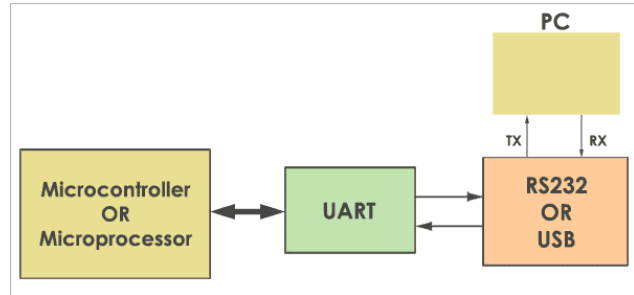 PC
TX
RX
Microcontroller
OR
Microprocessor
UART
RS232
OR
USB